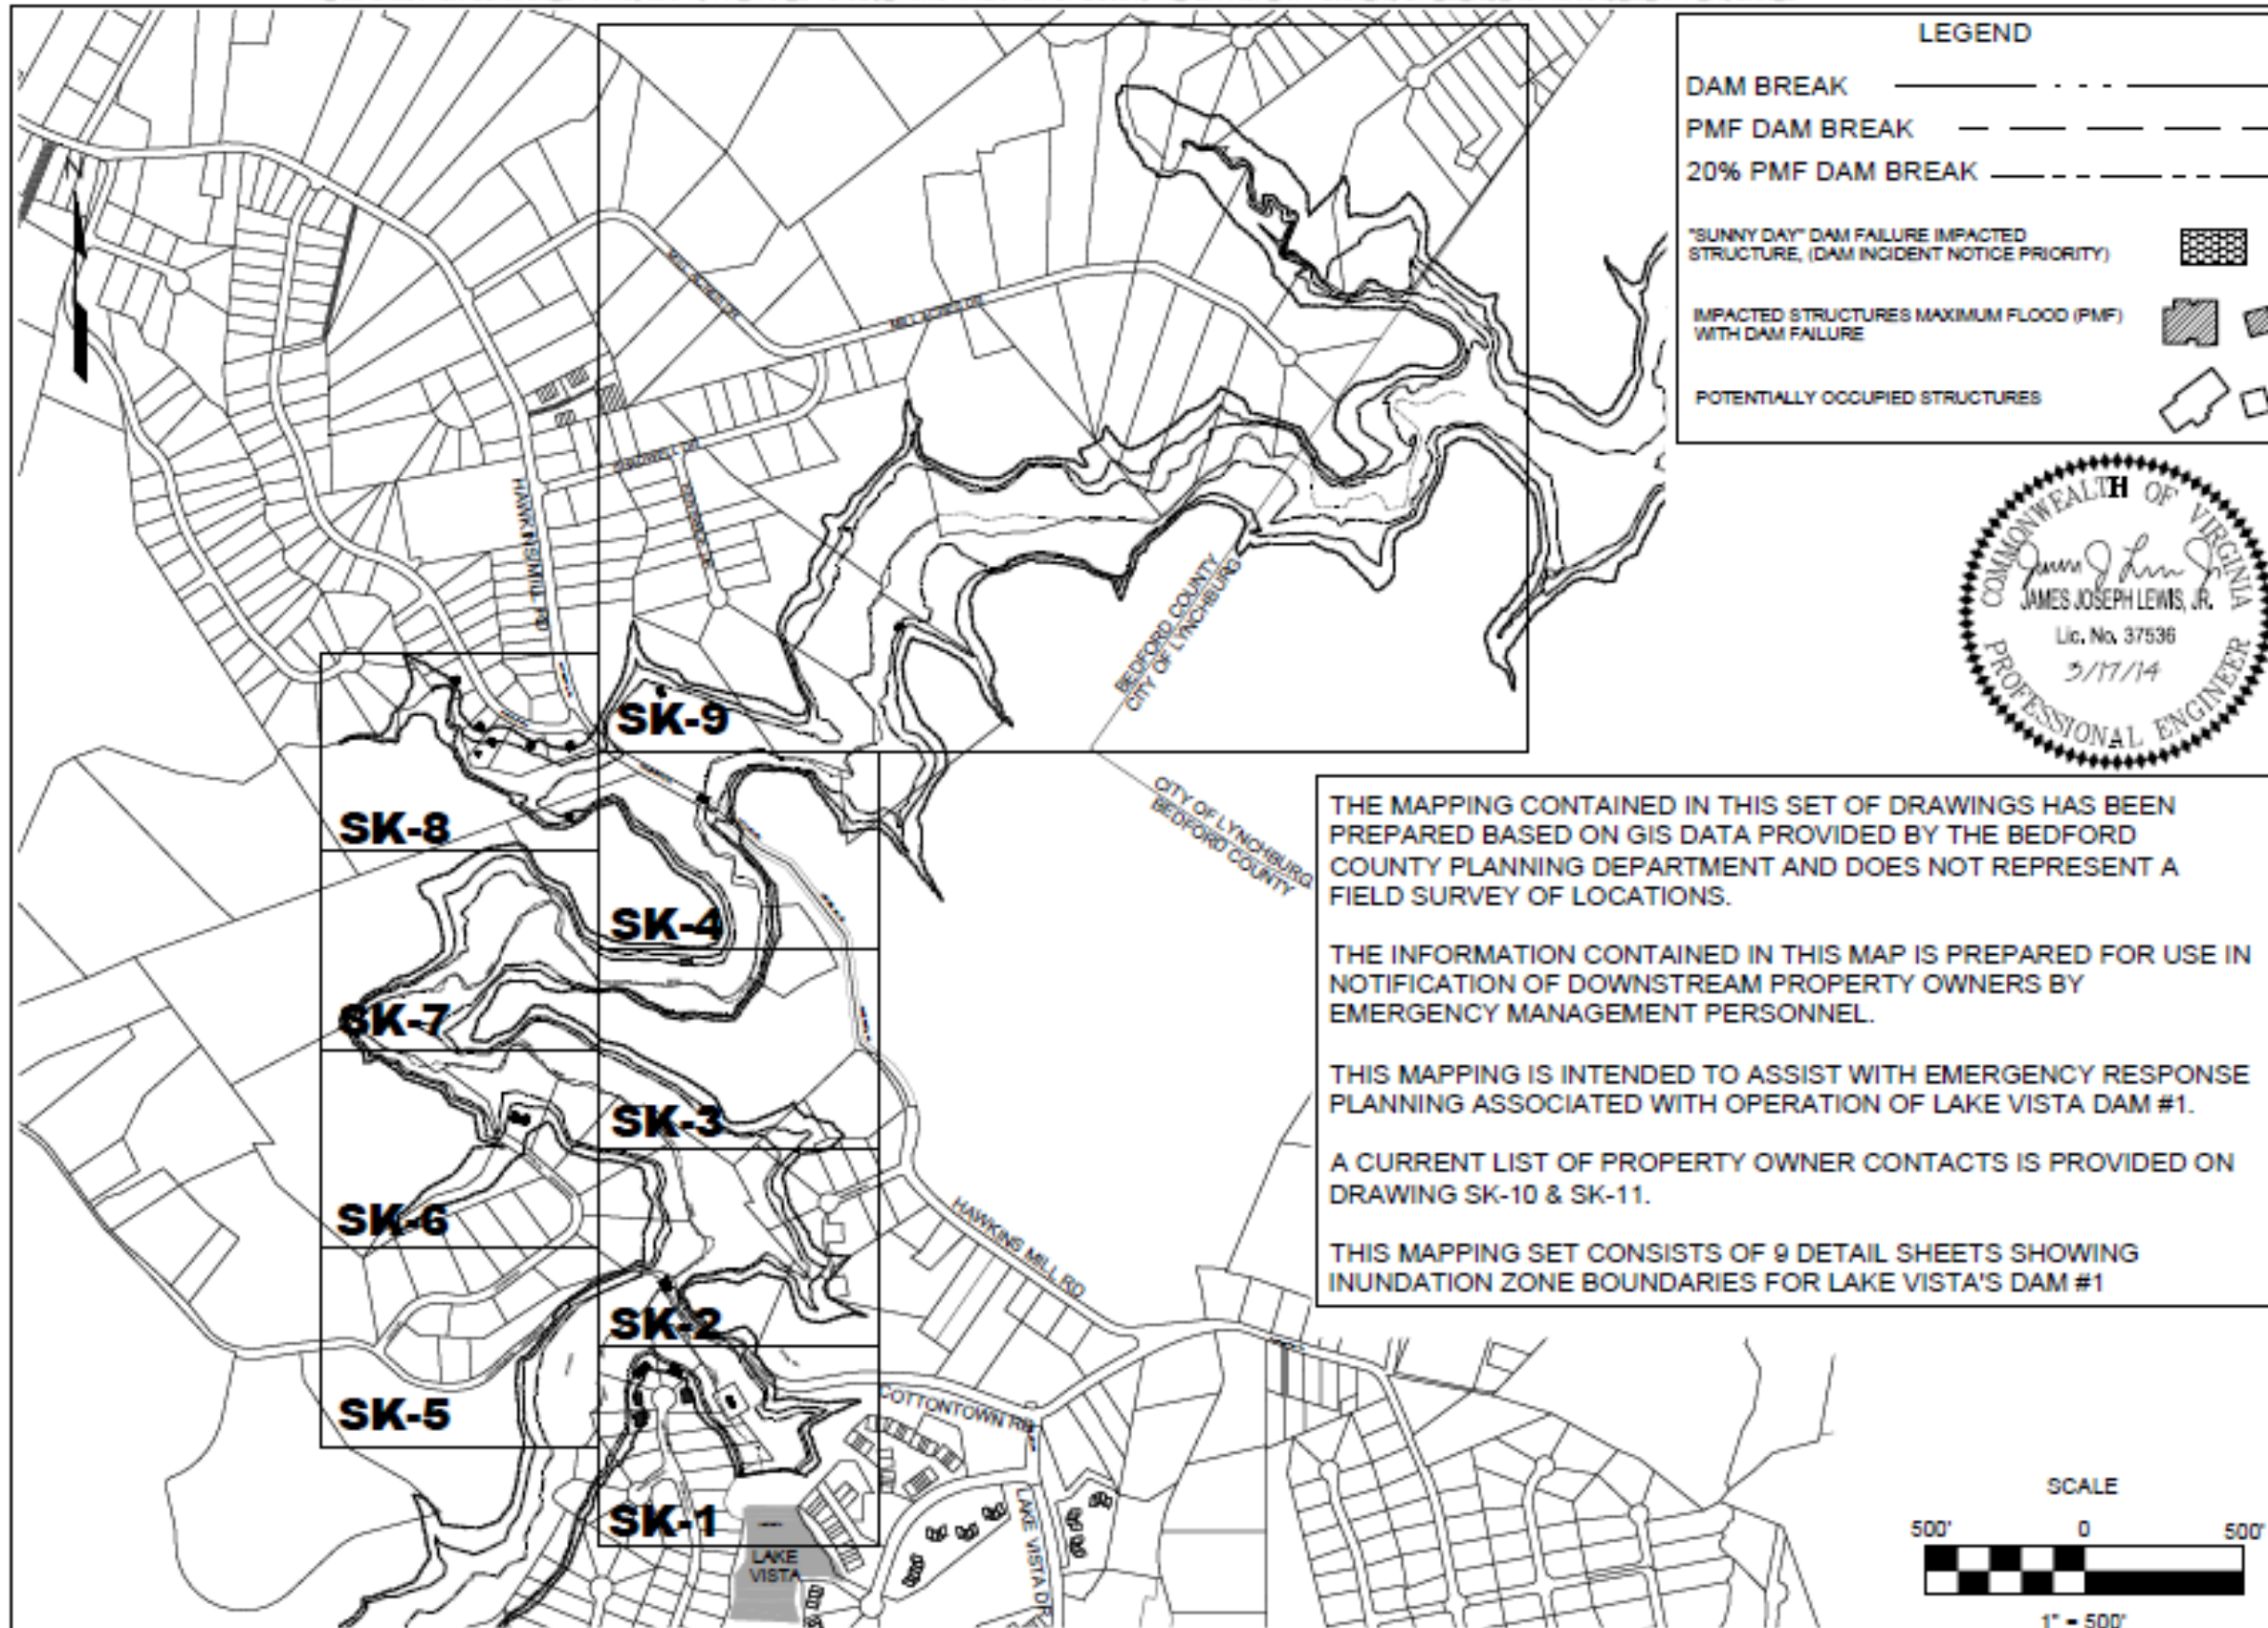 LEGEND
DAM BREAK
PMF DAM BREAK
20% PMF DAM BREAK
"SUNNY DAY" DAM FAILURE IMPACTED
STRUCTURE, (DAM INCIDENT NOTICE PRIORITY)
IMPACTED STRUCTURES MAXIMUM FLOOD (PMF)
WITH DAM FAILURE
POTENTIALLY OCCUPIED STRUCTURES
COMMONWEALTH OF VIRGINIA
JAMES JOSEPH LEWIS, JR.
Lic. No. 37536
3/17/14
PROFESSIONAL ENGINEER
N
MILL ACRES DR
MILL ACRES DR
HAWKINS MILL RD
BEDFORD COUNTY
CITY OF LYNCHBURG
SK-9
CITY OF LYNCHBURG
BEDFORD COUNTY
SK-8
SK-4
SK-7
SK-3
SK-6
HAWKINS MILL RD
SK-2
SK-5
COTTONTOWN RD
SK-1
LAKE
VISTA
LAKE VISTA DR
THE MAPPING CONTAINED IN THIS SET OF DRAWINGS HAS BEEN
PREPARED BASED ON GIS DATA PROVIDED BY THE BEDFORD
COUNTY PLANNING DEPARTMENT AND DOES NOT REPRESENT A
FIELD SURVEY OF LOCATIONS.
THE INFORMATION CONTAINED IN THIS MAP IS PREPARED FOR USE IN
NOTIFICATION OF DOWNSTREAM PROPERTY OWNERS BY
EMERGENCY MANAGEMENT PERSONNEL.
THIS MAPPING IS INTENDED TO ASSIST WITH EMERGENCY RESPONSE
PLANNING ASSOCIATED WITH OPERATION OF LAKE VISTA DAM #1.
A CURRENT LIST OF PROPERTY OWNER CONTACTS IS PROVIDED ON
DRAWING SK-10 & SK-11.
THIS MAPPING SET CONSISTS OF 9 DETAIL SHEETS SHOWING
INUNDATION ZONE BOUNDARIES FOR LAKE VISTA'S DAM #1
SCALE
500' 0 500'
1" = 500'